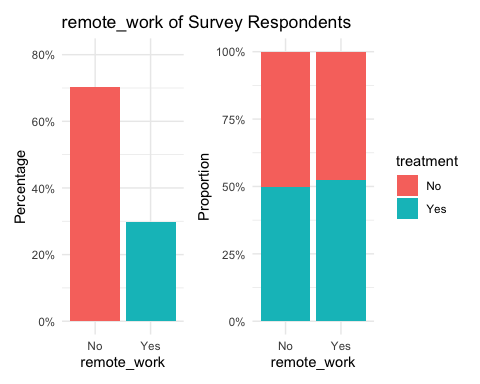 remote_work of Survey Respondents
Percentage
80%
60%
40%
20%
0%
No Yes
remote_work
Proportion
100%
75%
50%
25%
0%
No Yes
remote_work
treatment
No
Yes